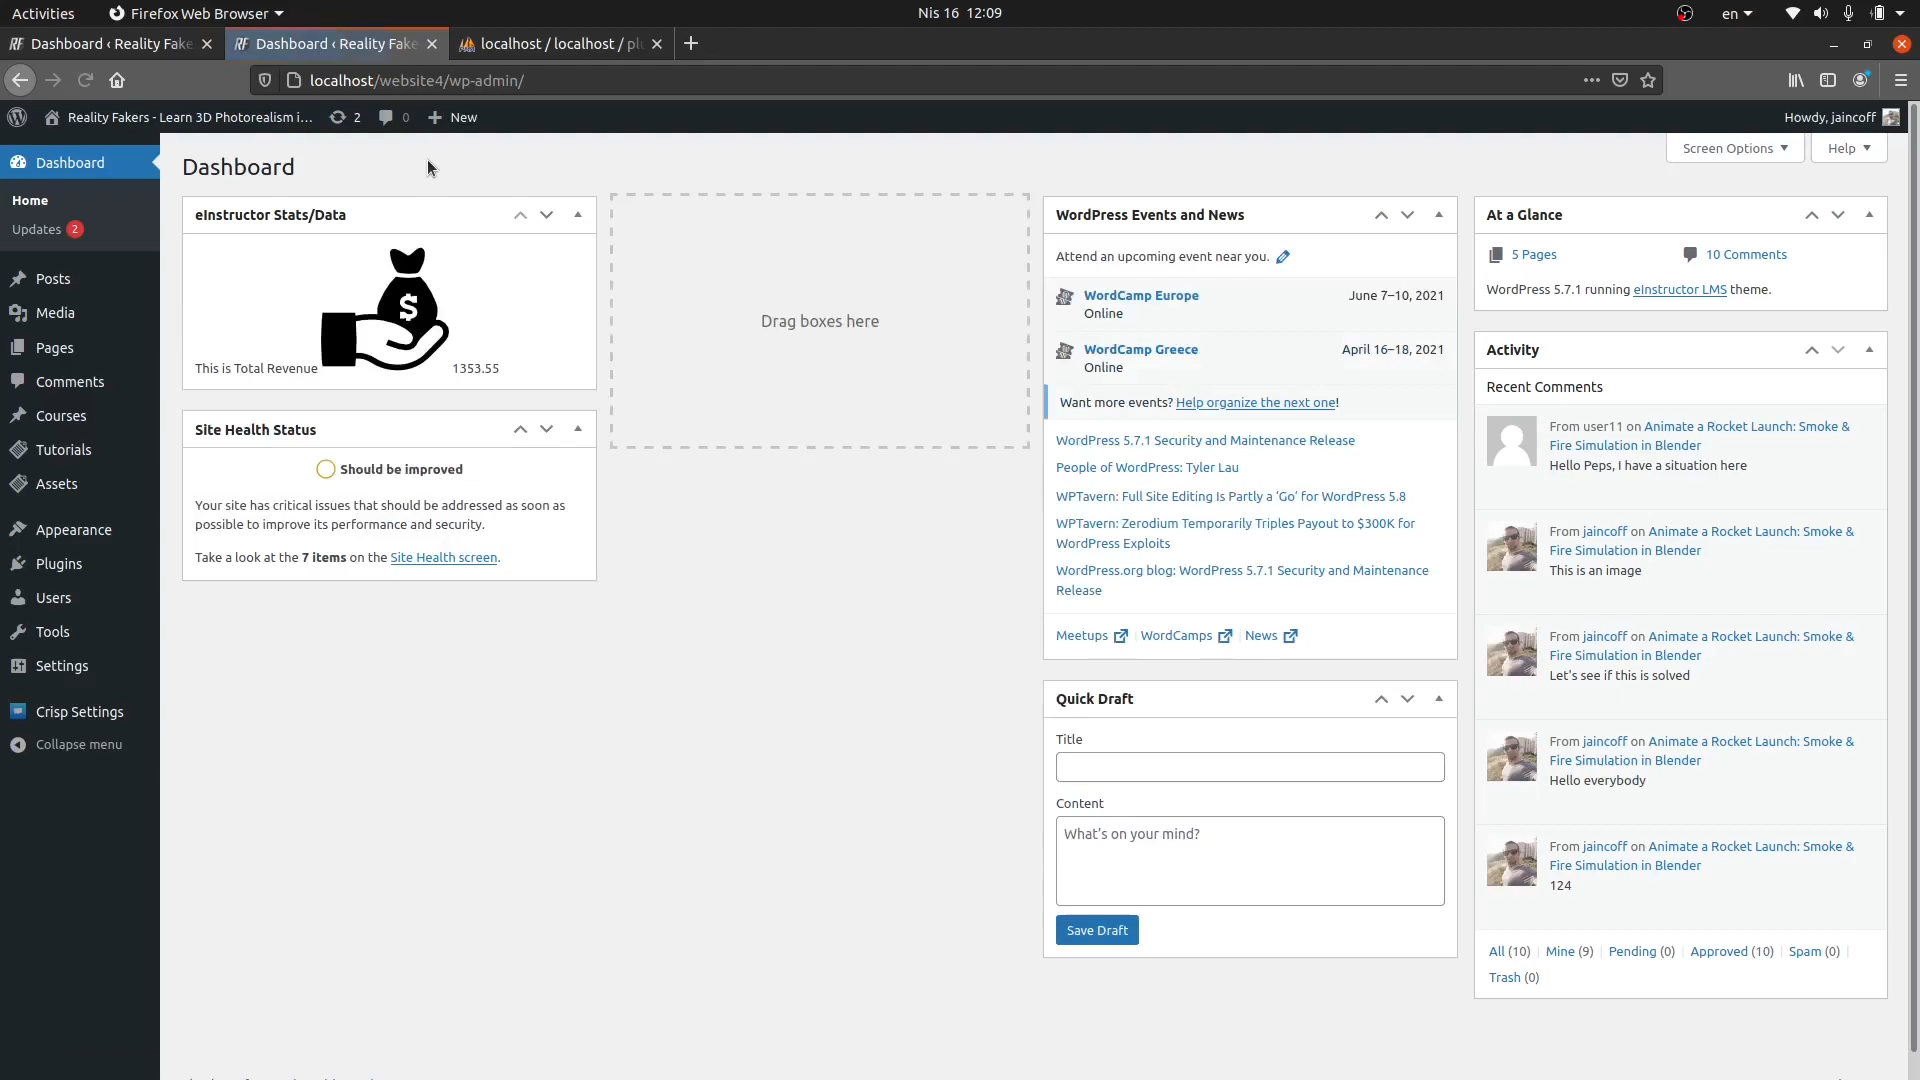 Activities
Firefox Web Browser
Nis 16 12:09
en
Dashboard ‹ Reality Fake
Dashboard ‹ Reality Fake
localhost / localhost / plu
localhost/website4/wp-admin/
Reality Fakers - Learn 3D Photorealism i...
2
0
New
Howdy, jaincoff
Dashboard
Home
Updates 2
Posts
Media
Pages
Comments
Courses
Tutorials
Assets
Appearance
Plugins
Users
Tools
Settings
Crisp Settings
Collapse menu
Dashboard
Screen Options
Help
eInstructor Stats/Data
$
This is Total Revenue 1353.55
Site Health Status
Should be improved
Your site has critical issues that should be addressed as soon as
possible to improve its performance and security.
Take a look at the 7 items on the Site Health screen.
Drag boxes here
WordPress Events and News
Attend an upcoming event near you.
WordCamp Europe June 7–10, 2021
Online
WordCamp Greece April 16–18, 2021
Online
Want more events? Help organize the next one!
WordPress 5.7.1 Security and Maintenance Release
People of WordPress: Tyler Lau
WPTavern: Full Site Editing Is Partly a ‘Go’ for WordPress 5.8
WPTavern: Zerodium Temporarily Triples Payout to $300K for
WordPress Exploits
WordPress.org blog: WordPress 5.7.1 Security and Maintenance
Release
Meetups | WordCamps | News
Quick Draft
Title
Content
What’s on your mind?
Save Draft
At a Glance
5 Pages
10 Comments
WordPress 5.7.1 running eInstructor LMS theme.
Activity
Recent Comments
From user11 on Animate a Rocket Launch: Smoke &
Fire Simulation in Blender
Hello Peps, I have a situation here
From jaincoff on Animate a Rocket Launch: Smoke &
Fire Simulation in Blender
This is an image
From jaincoff on Animate a Rocket Launch: Smoke &
Fire Simulation in Blender
Let’s see if this is solved
From jaincoff on Animate a Rocket Launch: Smoke &
Fire Simulation in Blender
Hello everybody
From jaincoff on Animate a Rocket Launch: Smoke &
Fire Simulation in Blender
124
All (10) | Mine (9) | Pending (0) | Approved (10) | Spam (0) |
Trash (0)